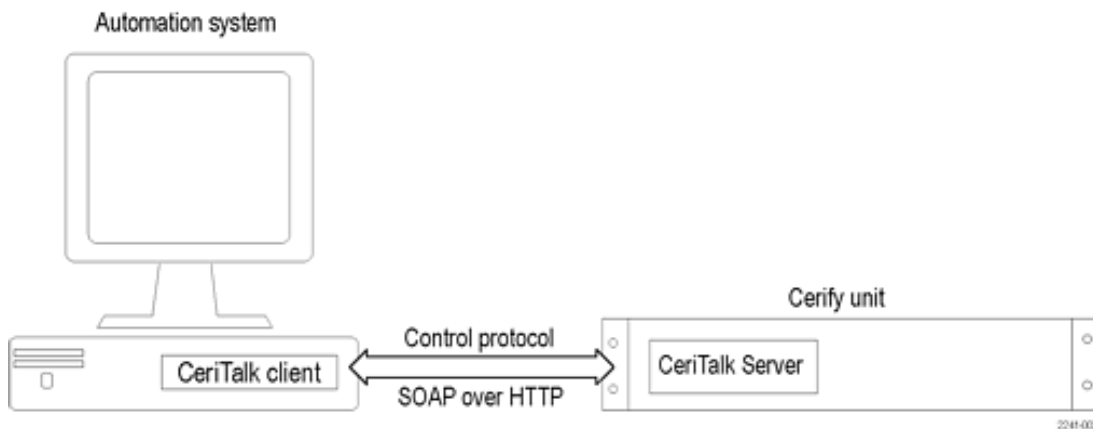 Automation system
Cerify unit
Control protocol
CeriTalk client
CeriTalk Server
SOAP over HTTP